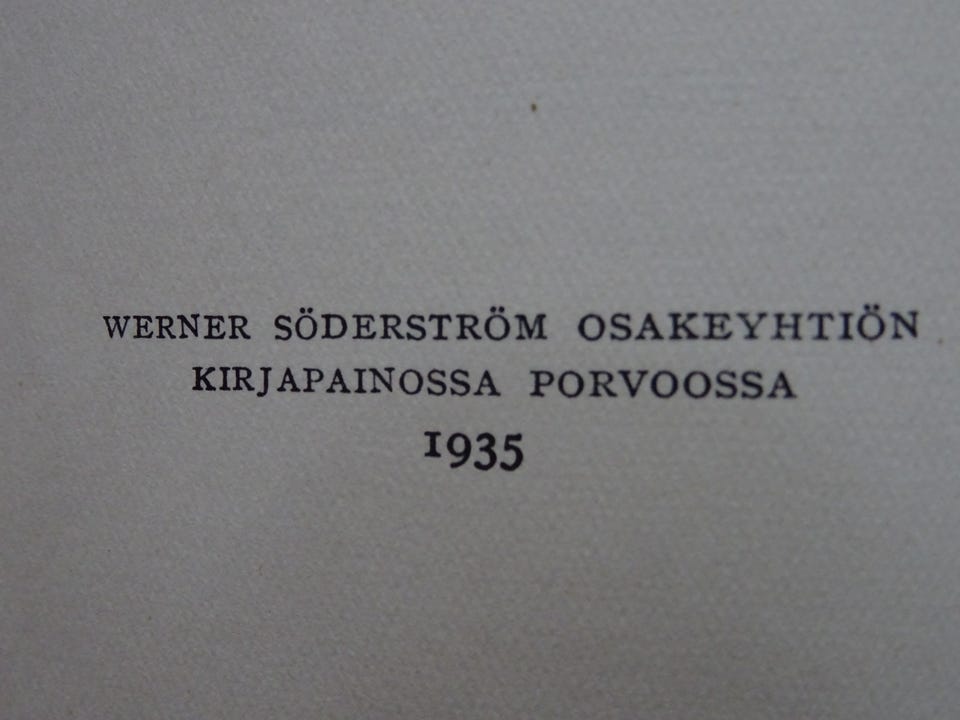 WERNER SÖDERSTRÖM OSAKEYHTIÖN
KIRJAPAINOSSA PORVOOSSA
1935